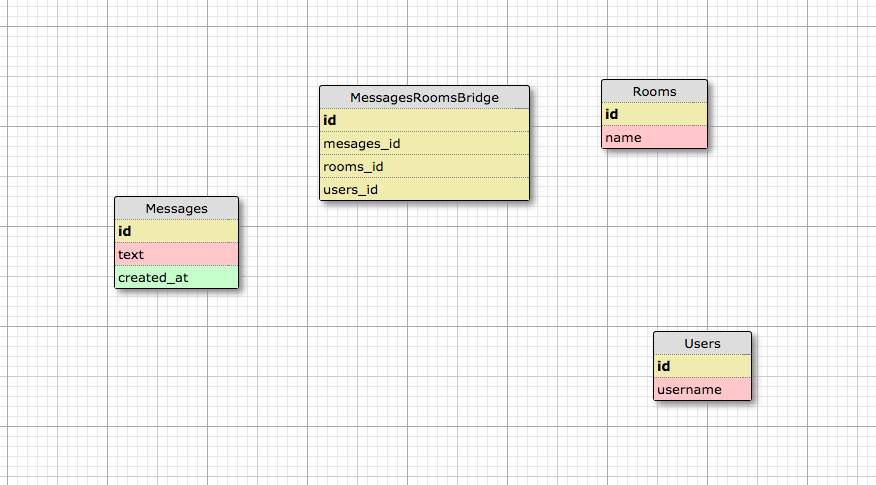 MessagesRoomsBridge
id
mesages_id
rooms_id
users_id
Rooms
id
name
Messages
id
text
created_at
Users
id
username